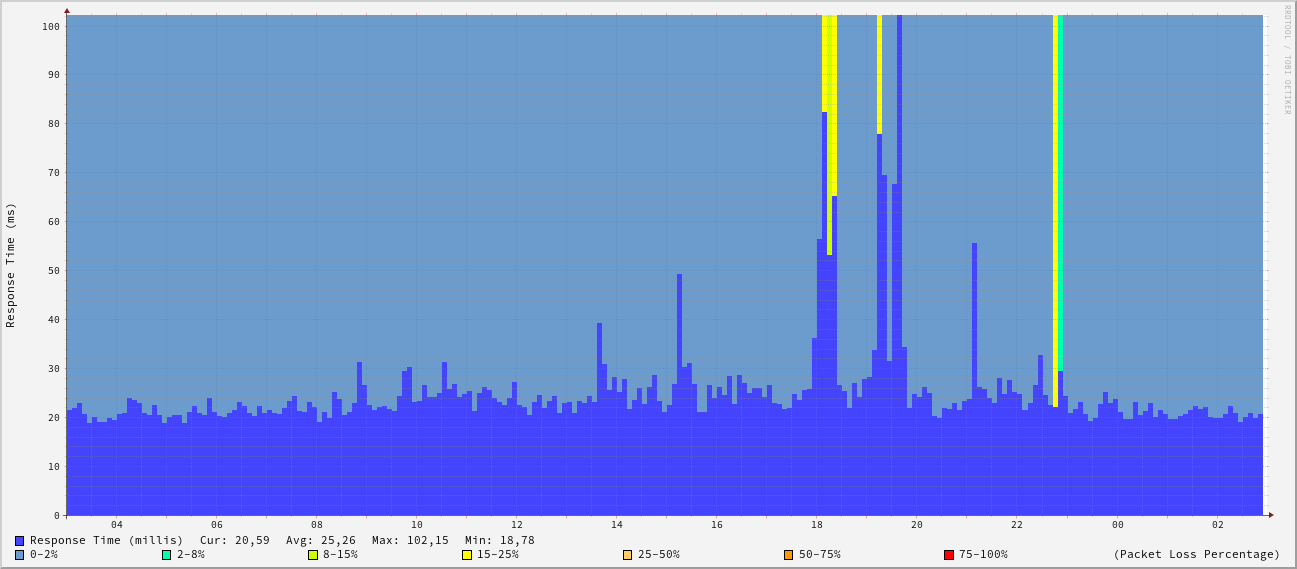 RRDTOOL / TOBI OETIKER
Response Time (ms)
100
90
80
70
60
50
40
30
20
10
0
04 06 08 10 12 14 16 18 20 22 00 02
Response Time (millis) Cur: 20,59 Avg: 25,26 Max: 102,15 Min: 18,78
0-2% 2-8% 8-15% 15-25% 25-50% 50-75% 75-100% (Packet Loss Percentage)